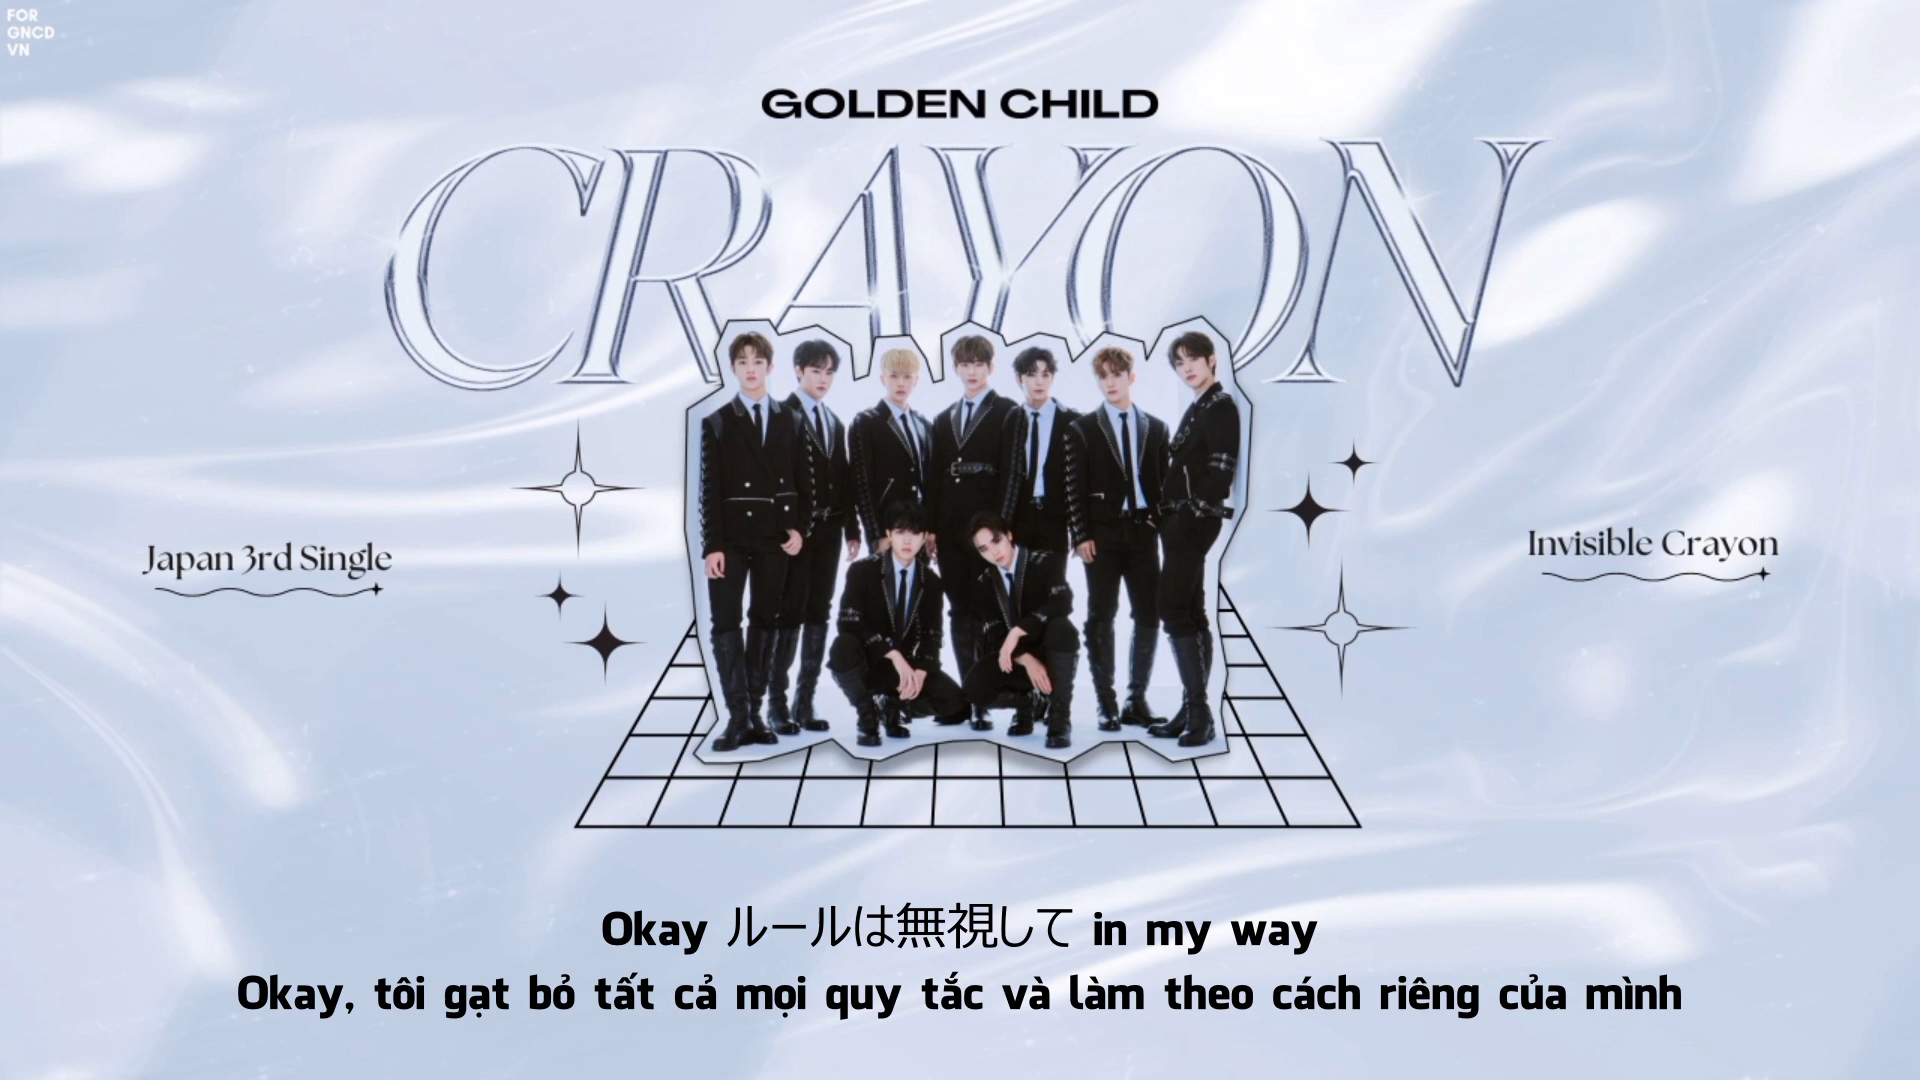 FOR
GNCD
VN
GOLDEN CHILD
CRAYON
Japan 3rd Single
Invisible Crayon
Okay ルールは無視して in my way
Okay, tôi gạt bỏ tất cả mọi quy tắc và làm theo cách riêng của mình